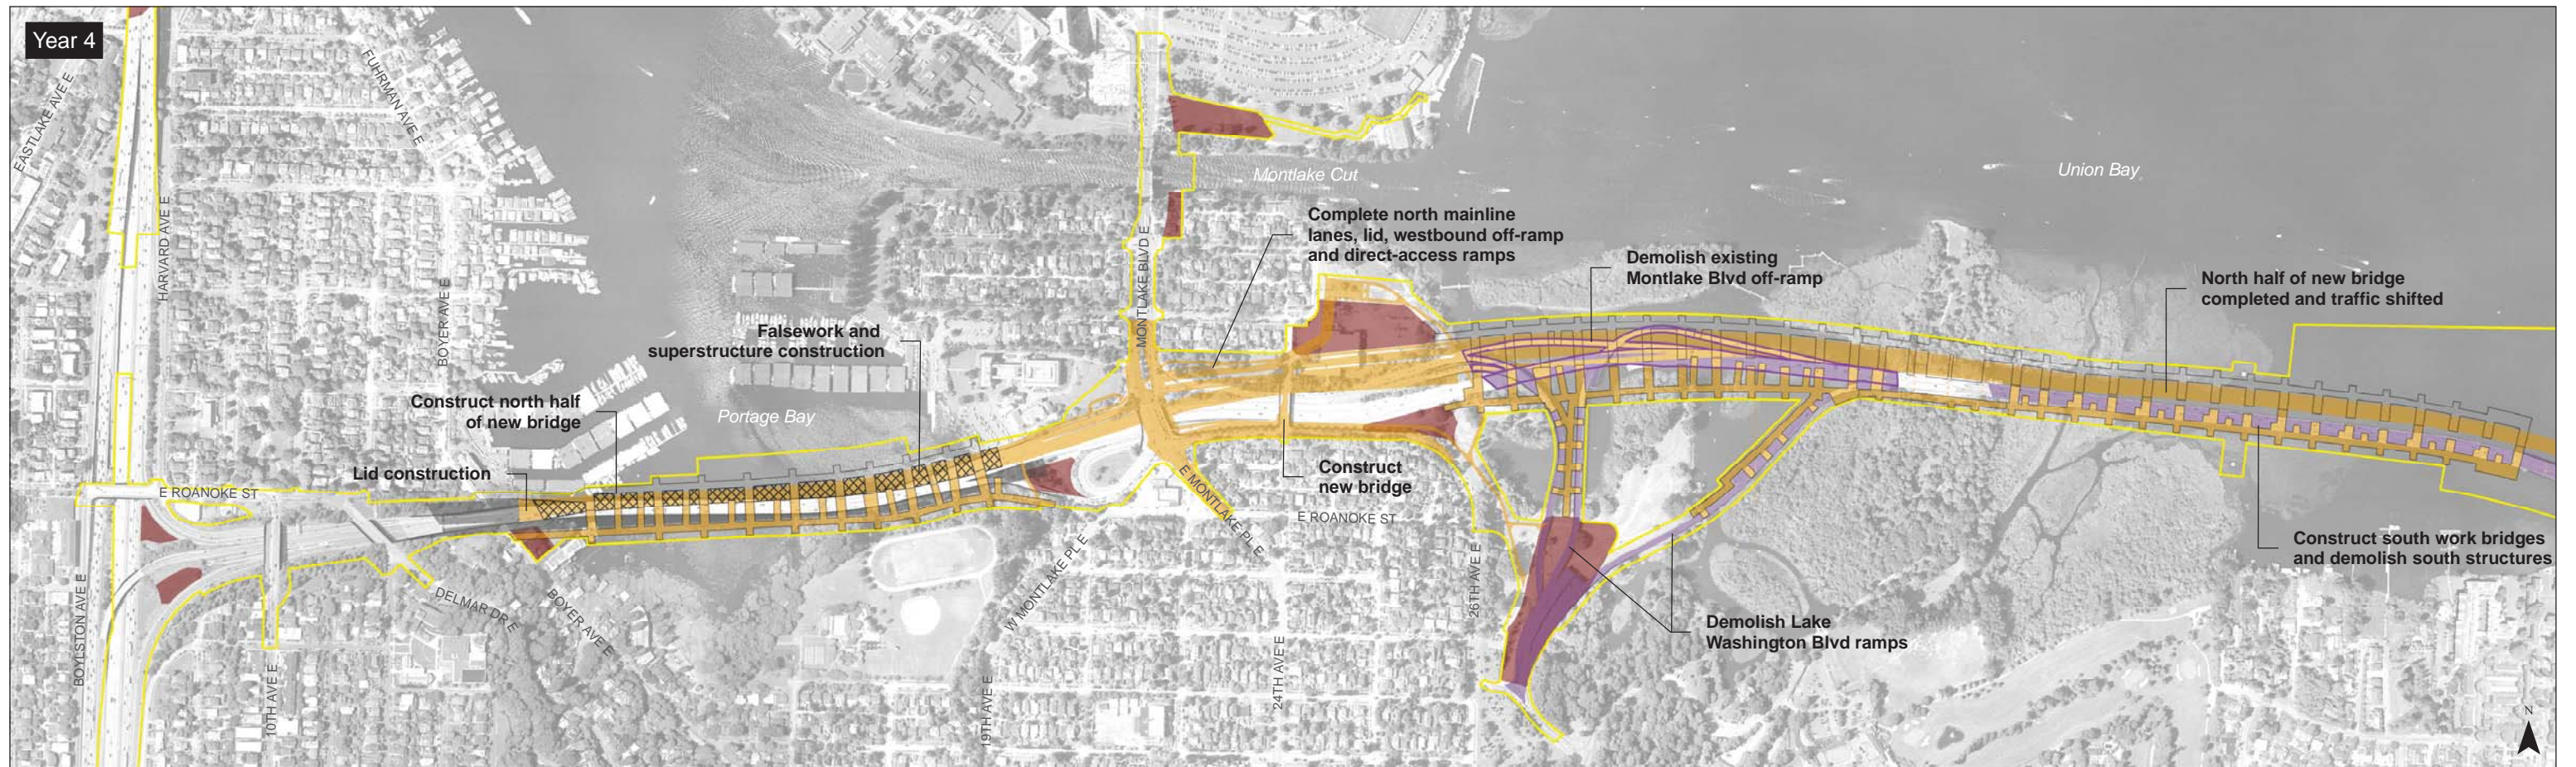 Year 4
EASTLAKE AVE E
FUHRMAN AVE E
HARVARD AVE E
BOYER AVE E
MONTLAKE BLVD E
Montlake Cut
Union Bay
Complete north mainline
lanes, lid, westbound off-ramp
and direct-access ramps
Demolish existing
Montlake Blvd off-ramp
North half of new bridge
completed and traffic shifted
Falsework and
superstructure construction
Construct north half
of new bridge
Portage Bay
Lid construction
Construct
new bridge
E ROANOKE ST
E MONTLAKE PL E
E ROANOKE ST
Construct south work bridges
and demolish south structures
BOYLSTON AVE E
10TH AVE E
DELMAR DR E
BOYER AVE E
W MONTLAKE PL E
19TH AVE E
24TH AVE E
26TH AVE E
Demolish Lake
Washington Blvd ramps
N